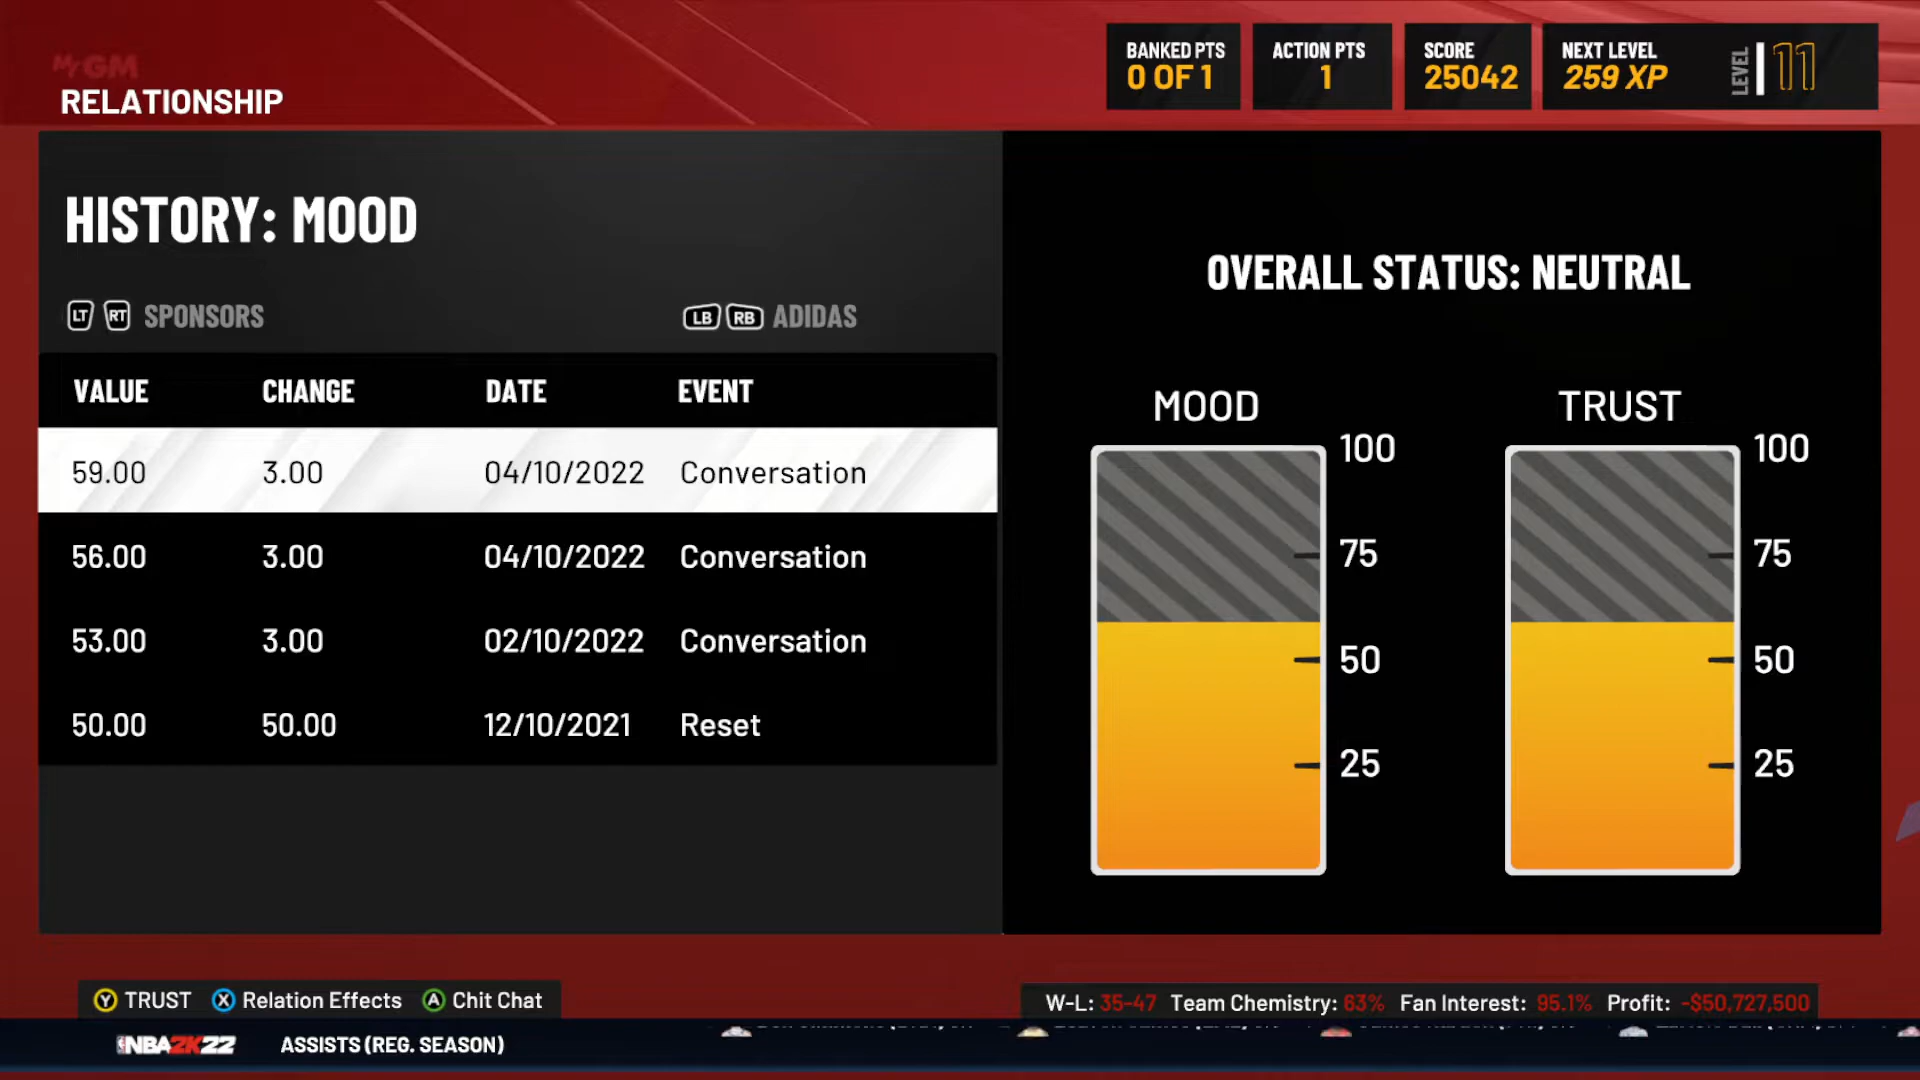 MyGM
RELATIONSHIP
BANKED PTS
0 OF 1
ACTION PTS
1
SCORE
25042
NEXT LEVEL
259 XP
LEVEL 11
HISTORY: MOOD
LT RT SPONSORS
LB RB ADIDAS
VALUE CHANGE DATE EVENT
59.00 3.00 04/10/2022 Conversation
56.00 3.00 04/10/2022 Conversation
53.00 3.00 02/10/2022 Conversation
50.00 50.00 12/10/2021 Reset
OVERALL STATUS: NEUTRAL
MOOD
100
75
50
25
TRUST
100
75
50
25
Y TRUST X Relation Effects A Chit Chat
W-L: 35-47 Team Chemistry: 63% Fan Interest: 95.1% Profit: -$50,727,500
NBA2K22
ASSISTS (REG. SEASON)